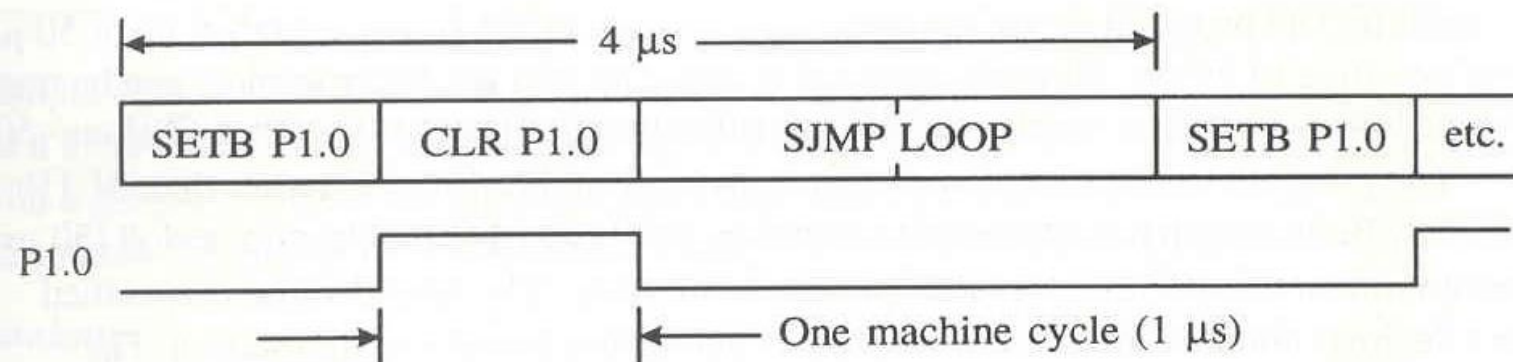 4 μs
SETB P1.0 CLR P1.0 SJMP LOOP SETB P1.0 etc.
P1.0
One machine cycle (1 μs)